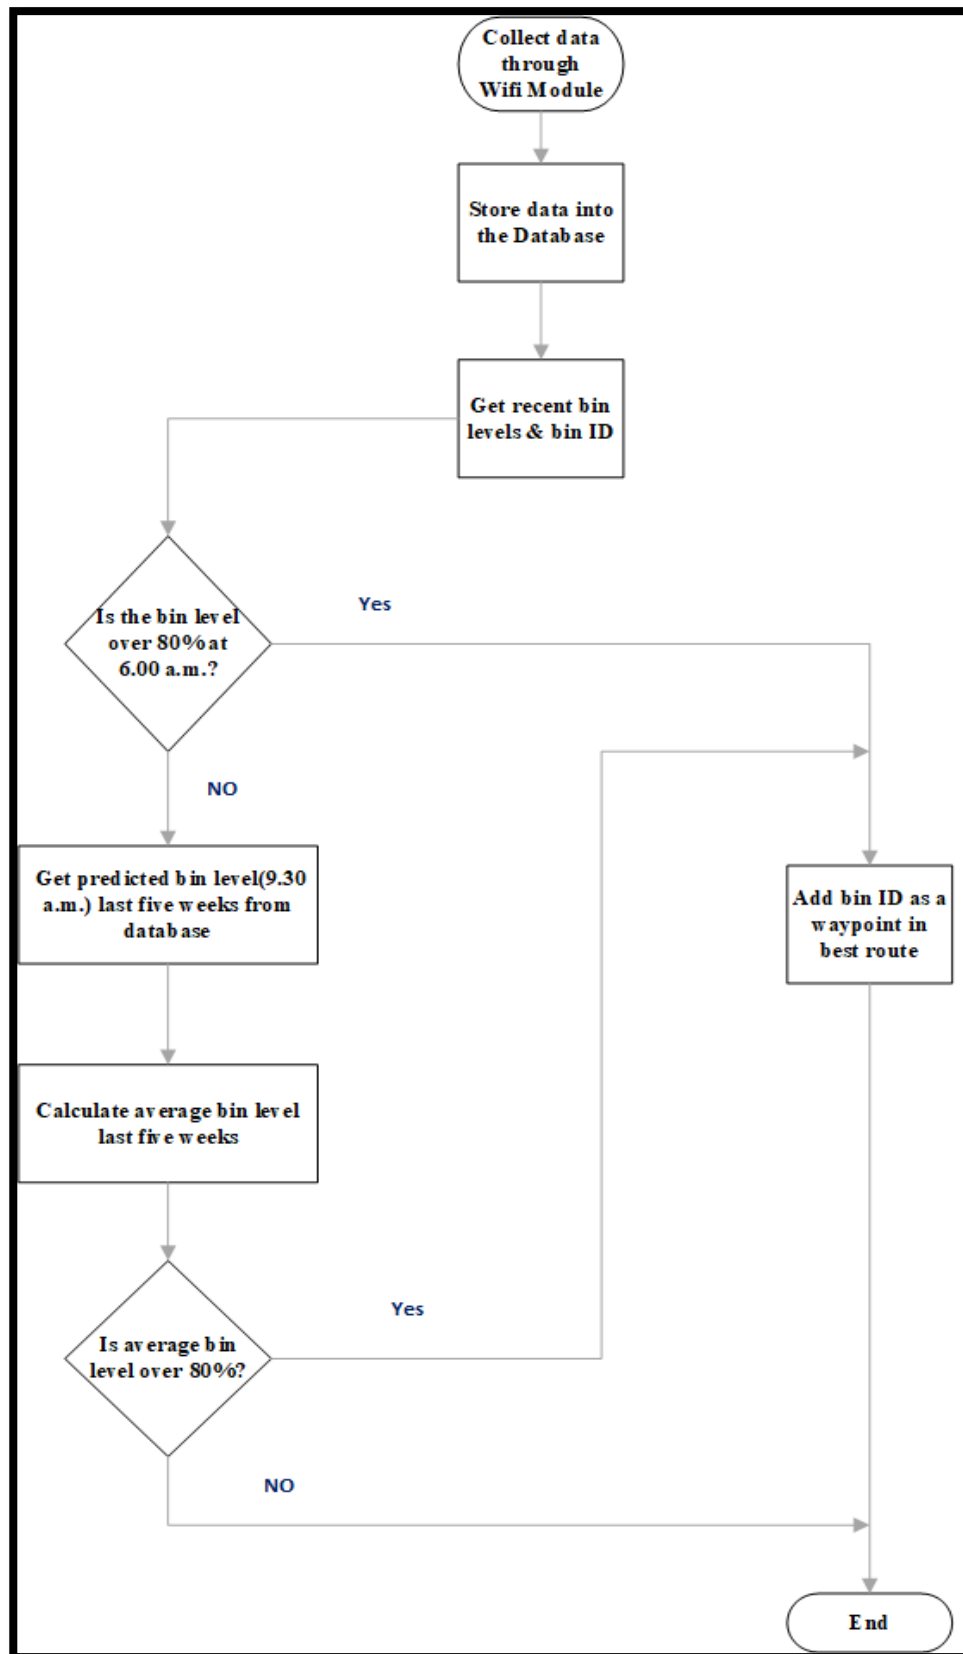 Collect data
through
Wifi Module
Store data into
the Database
Get recent bin
levels & bin ID
Is the bin level
over 80% at
6.00 a.m.?
Yes
NO
Get predicted bin level(9.30
a.m.) last five weeks from
database
Add bin ID as a
waypoint in
best route
Calculate average bin level
last five weeks
Is average bin
level over 80%?
Yes
NO
End